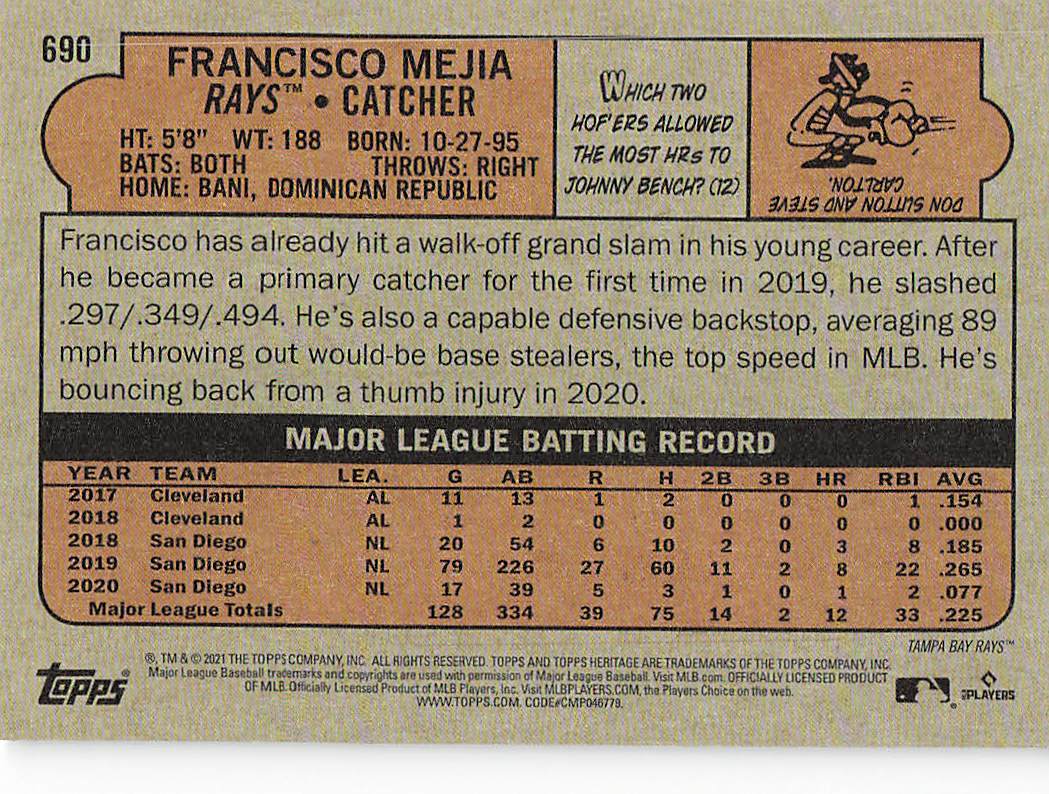 690
FRANCISCO MEJIA
RAYS™ • CATCHER
HT: 5'8" WT: 188 BORN: 10-27-95
BATS: BOTH THROWS: RIGHT
HOME: BANI, DOMINICAN REPUBLIC
WHICH TWO
HOF'ERS ALLOWED
THE MOST HRs TO
JOHNNY BENCH? (12)
DON SUTTON AND STEVE
CARLTON.
Francisco has already hit a walk-off grand slam in his young career. After
he became a primary catcher for the first time in 2019, he slashed
.297/.349/.494. He's also a capable defensive backstop, averaging 89
mph throwing out would-be base stealers, the top speed in MLB. He's
bouncing back from a thumb injury in 2020.
MAJOR LEAGUE BATTING RECORD
YEAR TEAM LEA. G AB R H 2B 3B HR RBI AVG
2017 Cleveland AL 11 13 1 2 0 0 0 1 .154
2018 Cleveland AL 1 2 0 0 0 0 0 0 .000
2018 San Diego NL 20 54 6 10 2 0 3 8 .185
2019 San Diego NL 79 226 27 60 11 2 8 22 .265
2020 San Diego NL 17 39 5 3 1 0 1 2 .077
Major League Totals 128 334 39 75 14 2 12 33 .225
TAMPA BAY RAYS™
®, TM & © 2021 THE TOPPS COMPANY, INC. ALL RIGHTS RESERVED. TOPPS AND TOPPS HERITAGE ARE TRADEMARKS OF THE TOPPS COMPANY, INC.
Major League Baseball trademarks and copyrights are used with permission of Major League Baseball. Visit MLB.com. OFFICIALLY LICENSED PRODUCT
OF MLB. Officially Licensed Product of MLB Players, Inc. Visit MLBPLAYERS.COM, the Players Choice on the web.
WWW.TOPPS.COM. CODE#CMP046779.
topps®
®
MLBPLAYERS